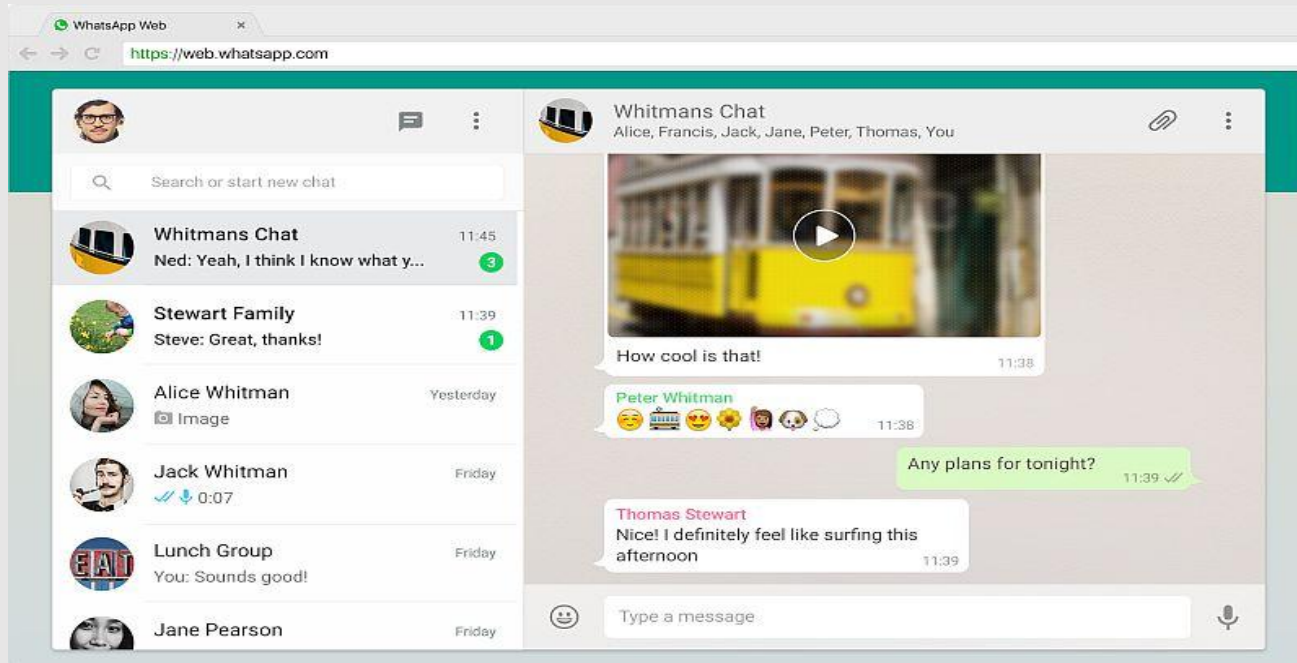 WhatsApp Web
https://web.whatsapp.com
Search or start new chat
Whitmans Chat 11:45
Ned: Yeah, I think I know what y... 3
Stewart Family 11:39
Steve: Great, thanks! 1
Alice Whitman Yesterday
Image
Jack Whitman Friday
0:07
Lunch Group Friday
EAT
You: Sounds good!
Jane Pearson Friday
Whitmans Chat
Alice, Francis, Jack, Jane, Peter, Thomas, You
How cool is that! 11:38
Peter Whitman
11:38
Any plans for tonight? 11:39
Thomas Stewart
Nice! I definitely feel like surfing this
afternoon 11:39
Type a message